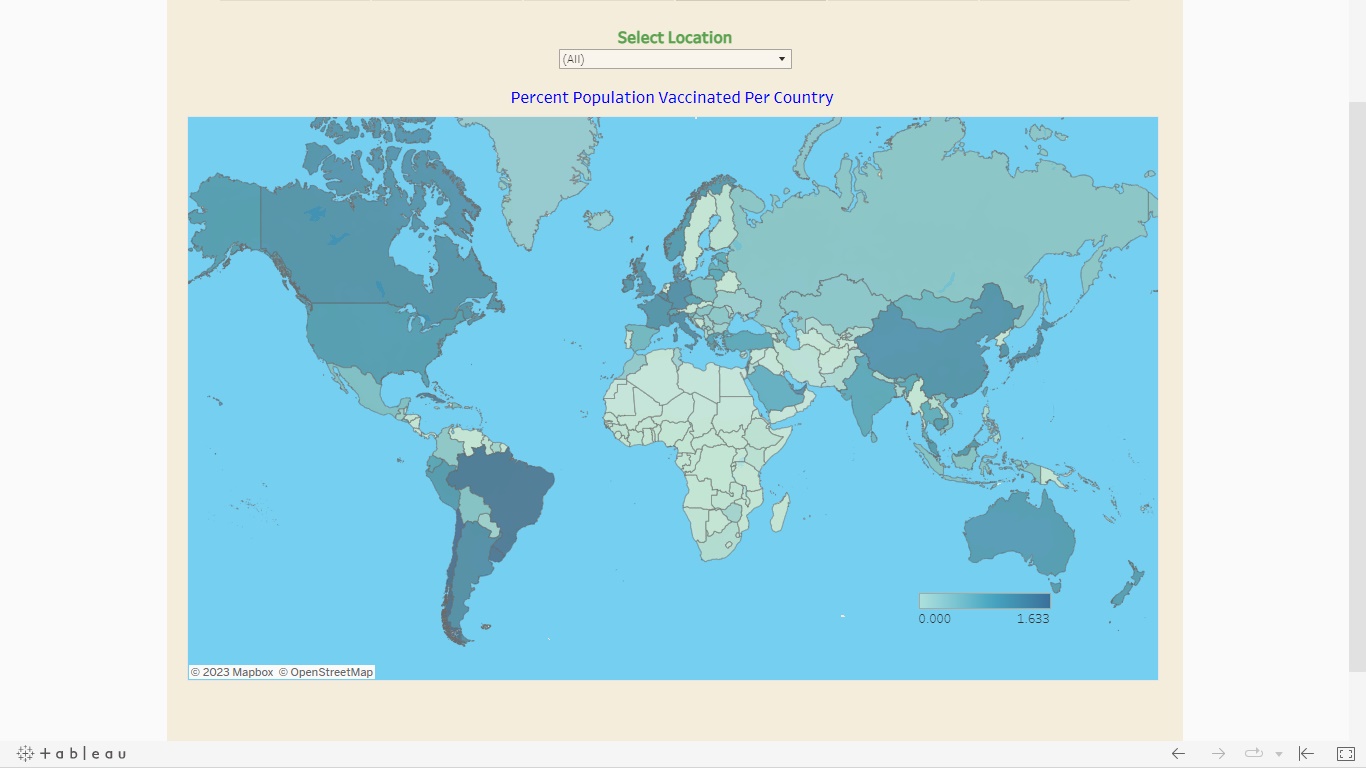 Select Location
(All)
Percent Population Vaccinated Per Country
0.000 1.633
© 2023 Mapbox © OpenStreetMap
+ a b | e a u